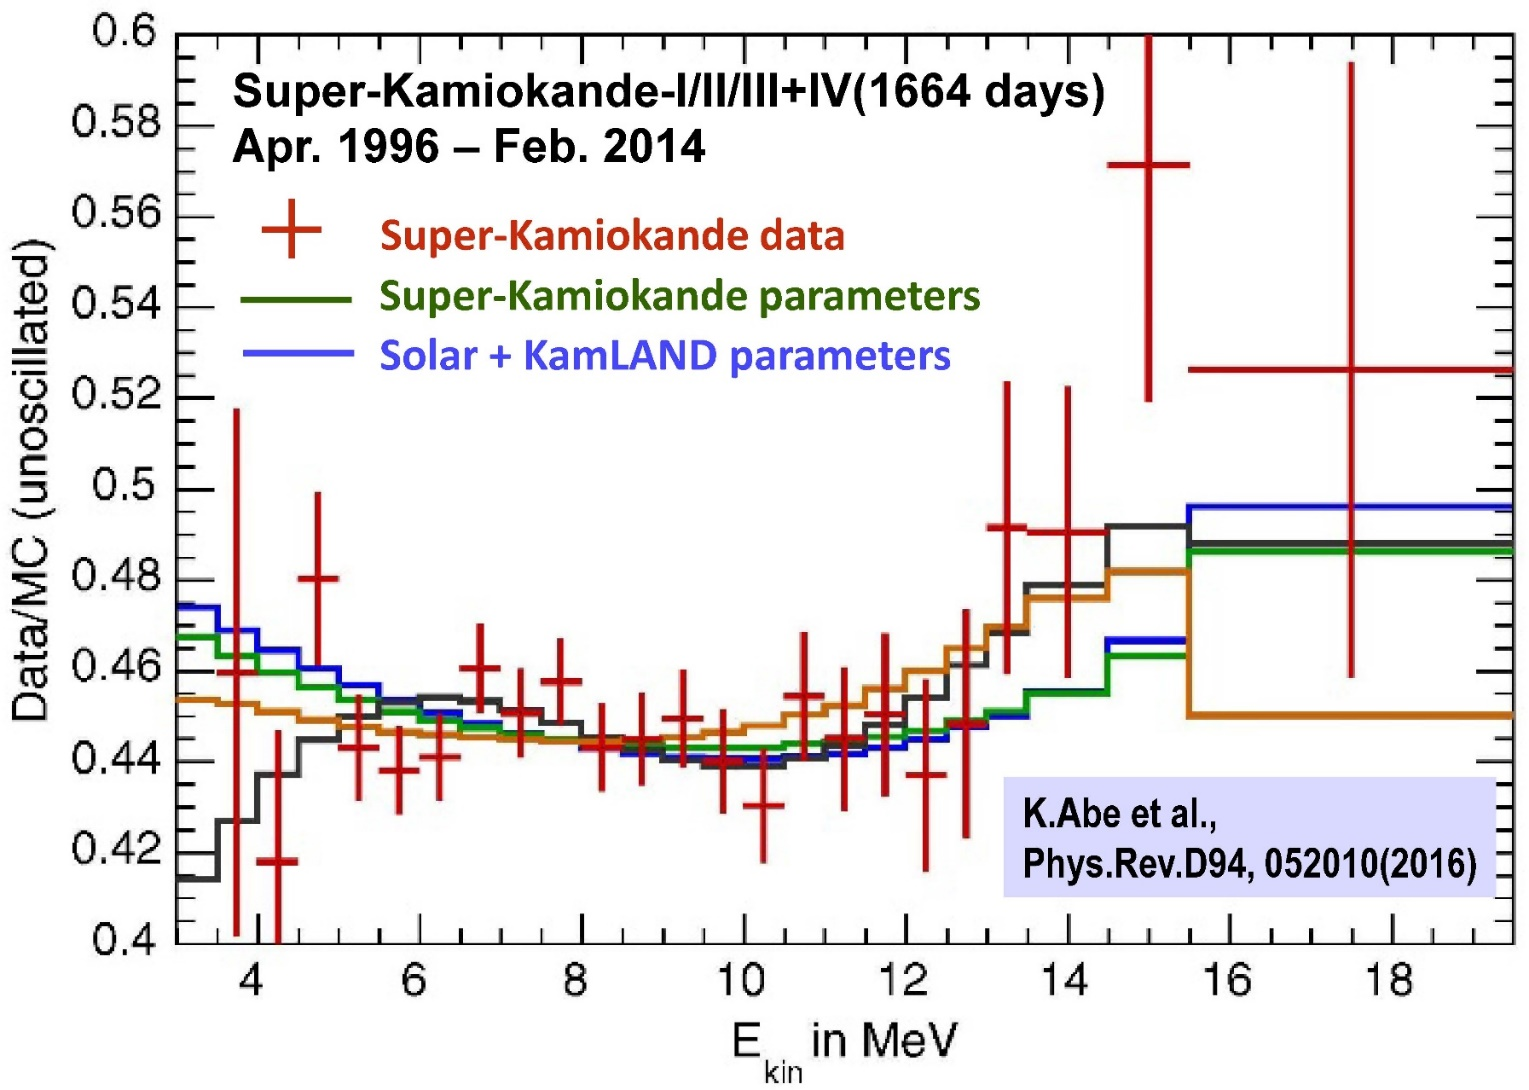 0.6
0.58
0.56
0.54
0.52
0.5
0.48
0.46
0.44
0.42
0.4
Data/MC (unoscillated)
Super-Kamiokande-I/II/III+IV(1664 days)
Apr. 1996 – Feb. 2014
Super-Kamiokande data
Super-Kamiokande parameters
Solar + KamLAND parameters
K.Abe et al.,
Phys.Rev.D94, 052010(2016)
4 6 8 10 12 14 16 18
E kin in MeV